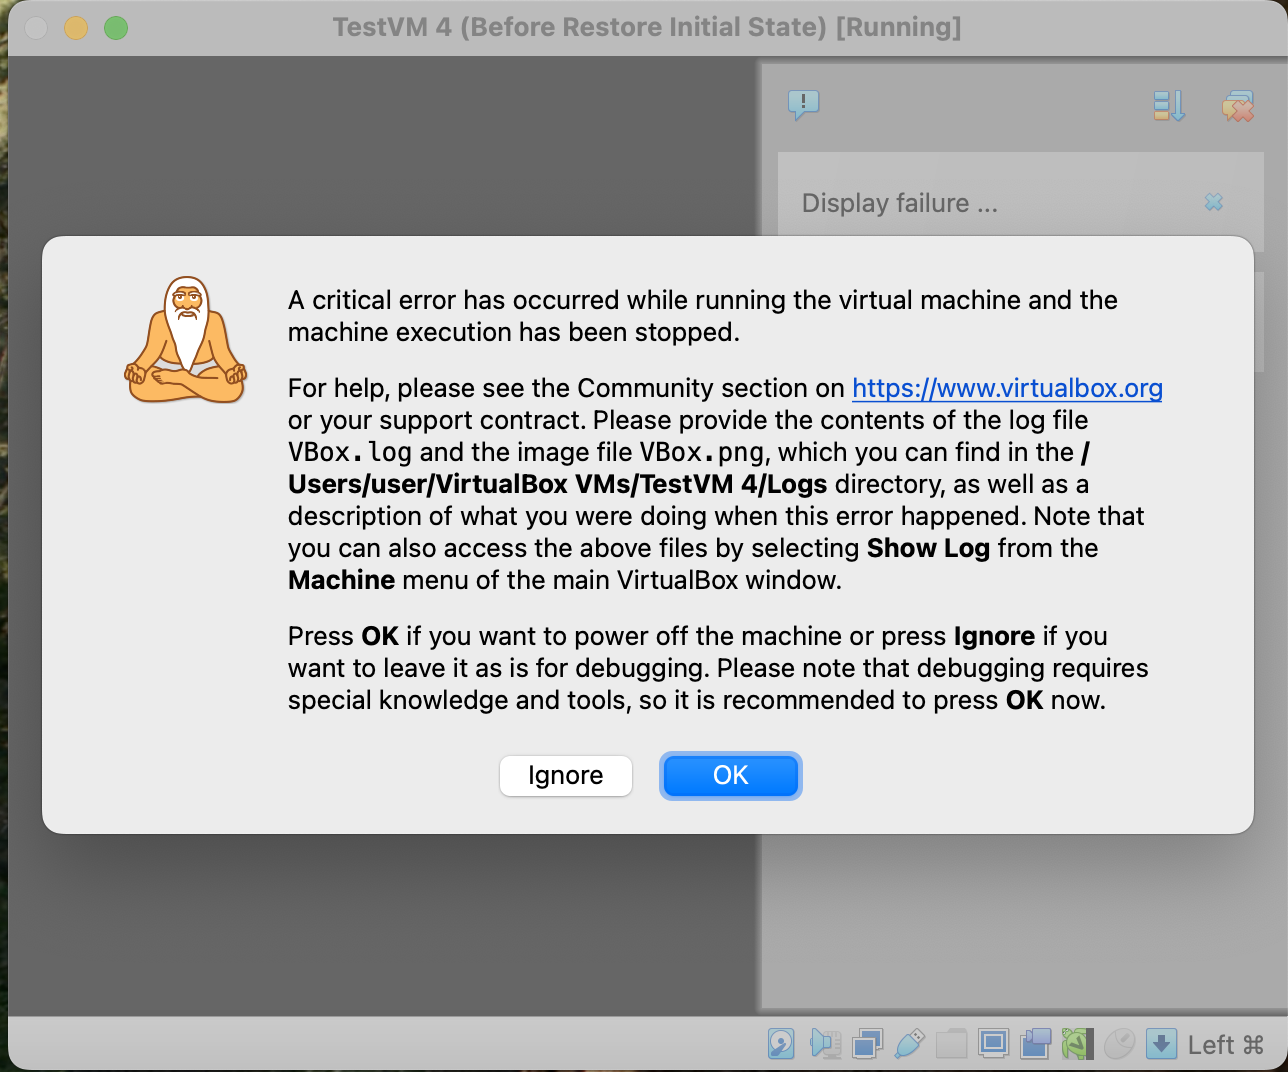 TestVM 4 (Before Restore Initial State) [Running]
Display failure ...
A critical error has occurred while running the virtual machine and the
machine execution has been stopped.
For help, please see the Community section on https://www.virtualbox.org
or your support contract. Please provide the contents of the log file
VBox.log and the image file VBox.png, which you can find in the /
Users/user/VirtualBox VMs/TestVM 4/Logs directory, as well as a
description of what you were doing when this error happened. Note that
you can also access the above files by selecting Show Log from the
Machine menu of the main VirtualBox window.
Press OK if you want to power off the machine or press Ignore if you
want to leave it as is for debugging. Please note that debugging requires
special knowledge and tools, so it is recommended to press OK now.
Ignore
OK
Left ⌘